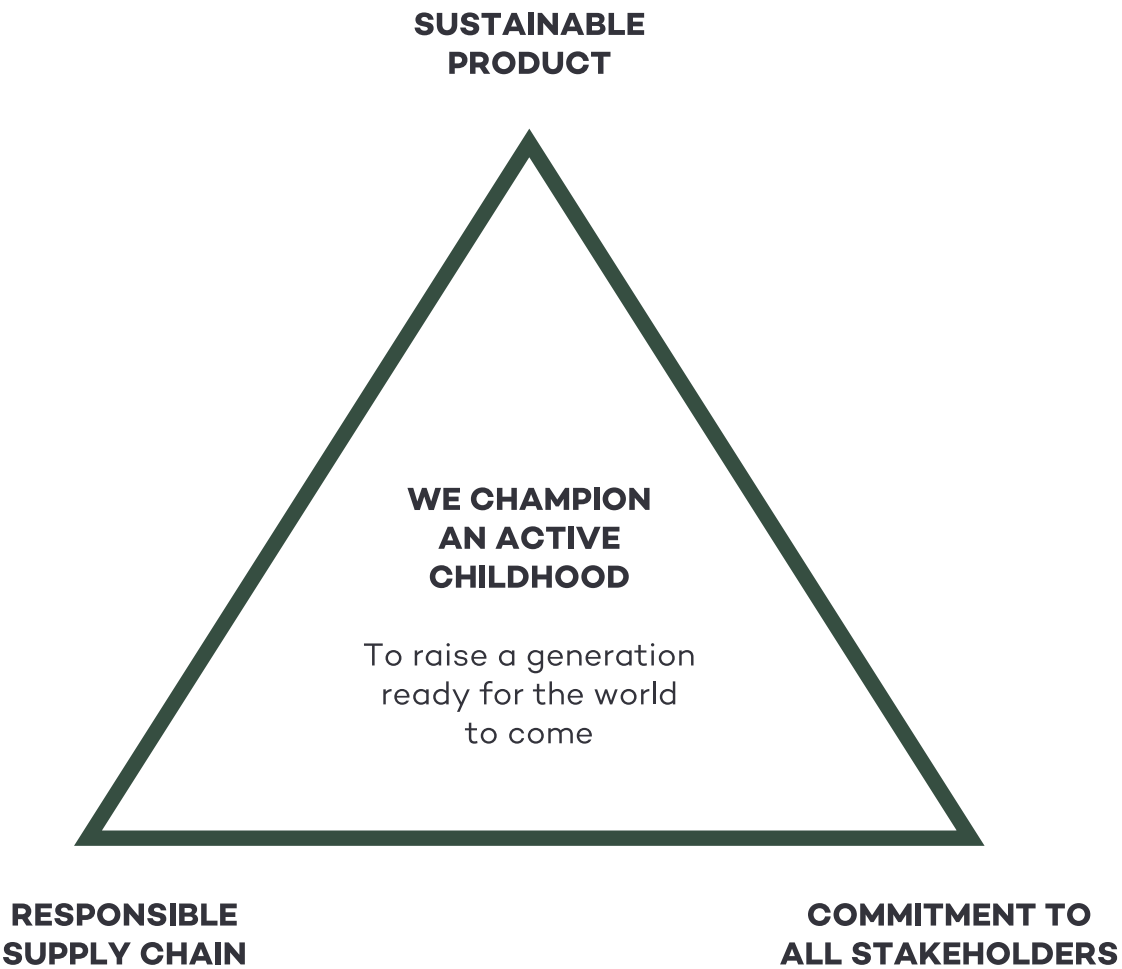 SUSTAINABLE
PRODUCT
WE CHAMPION
AN ACTIVE
CHILDHOOD
To raise a generation
ready for the world
to come
RESPONSIBLE
SUPPLY CHAIN
COMMITMENT TO
ALL STAKEHOLDERS